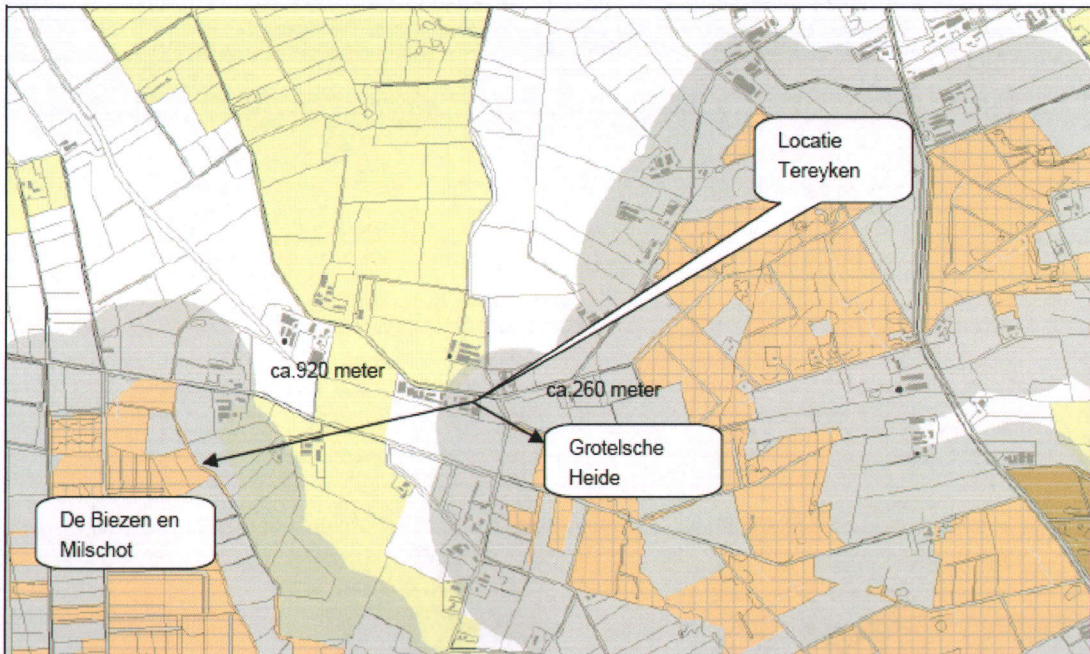 Locatie
Tereyken
ca.920 meter
ca.260 meter
Grotelsche
Heide
De Biezen en
Milschot